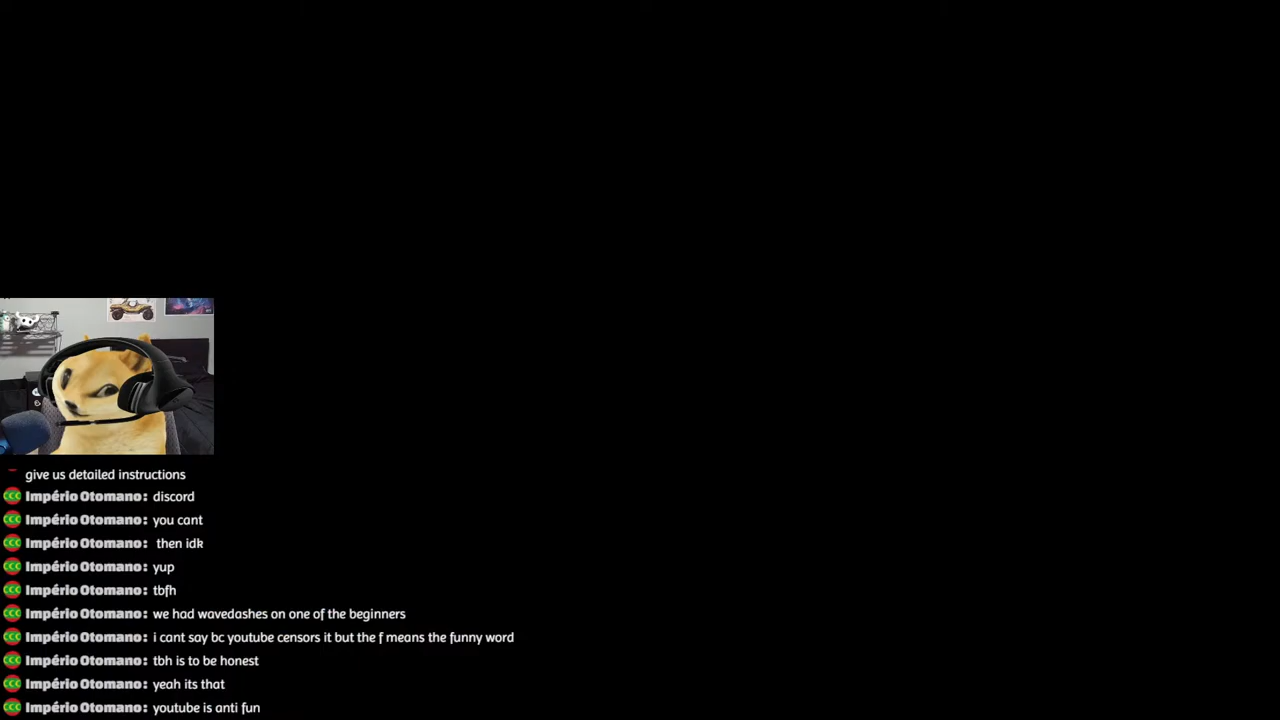 give us detailed instructions
Império Otomano: discord
Império Otomano: you cant
Império Otomano: then idk
Império Otomano: yup
Império Otomano: tbfh
Império Otomano: we had wavedashes on one of the beginners
Império Otomano: i cant say bc youtube censors it but the f means the funny word
Império Otomano: tbh is to be honest
Império Otomano: yeah its that
Império Otomano: youtube is anti fun